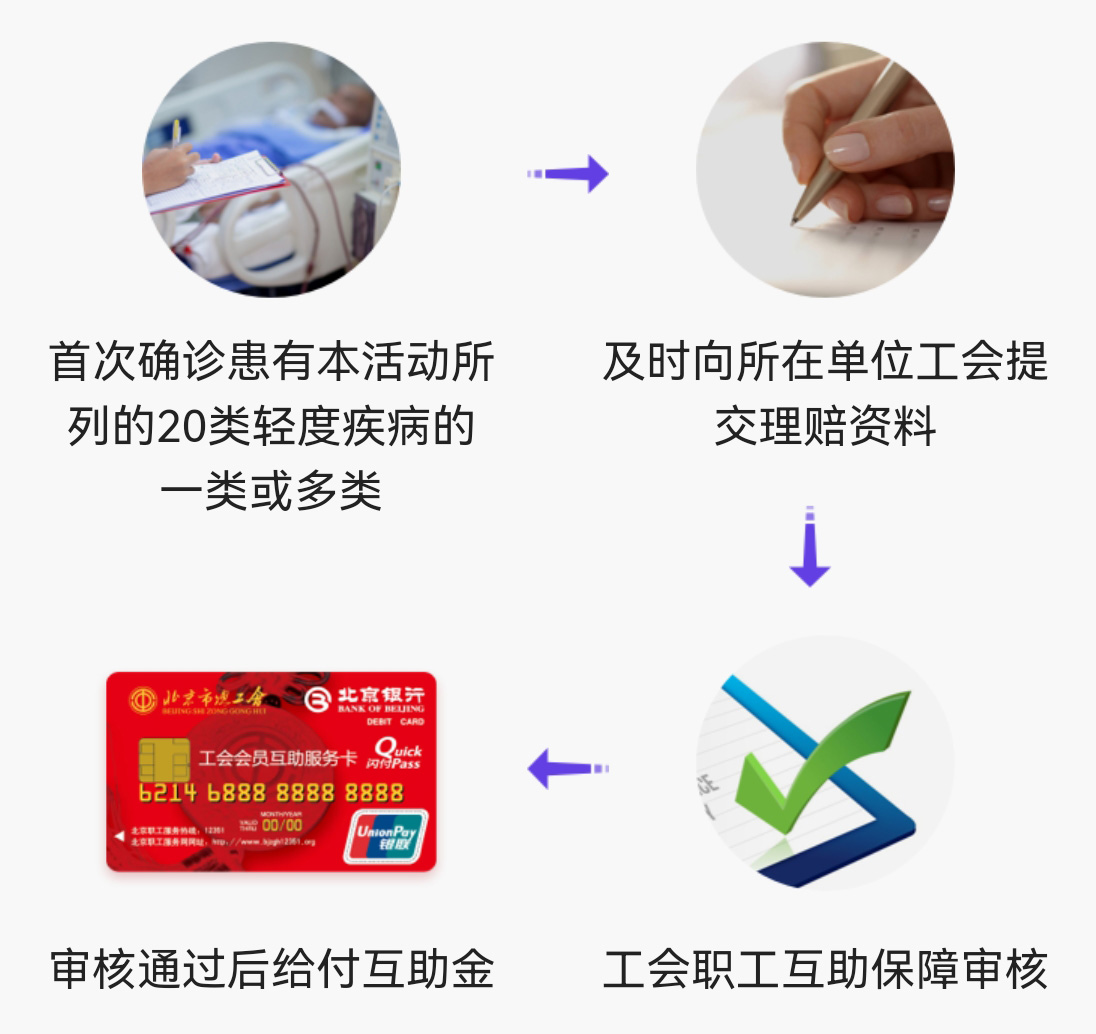 首次确诊患有本活动所
列的20类轻度疾病的
一类或多类
及时向所在单位工会提
交理赔资料
北京市总工会
BEIJING SHI ZONG GONG HUI
北京银行
BANK OF BEIJING
DEBIT CARD
工会会员互助服务卡
Quick
闪付Pass
6214 6888 8888 8888
MONTH/YEAR
VALID
THRU
00/00
北京职工服务热线：12351
北京职工服务网网址：http://www.bjzgh12351.org
UnionPay
银联
审核通过后给付互助金
工会职工互助保障审核